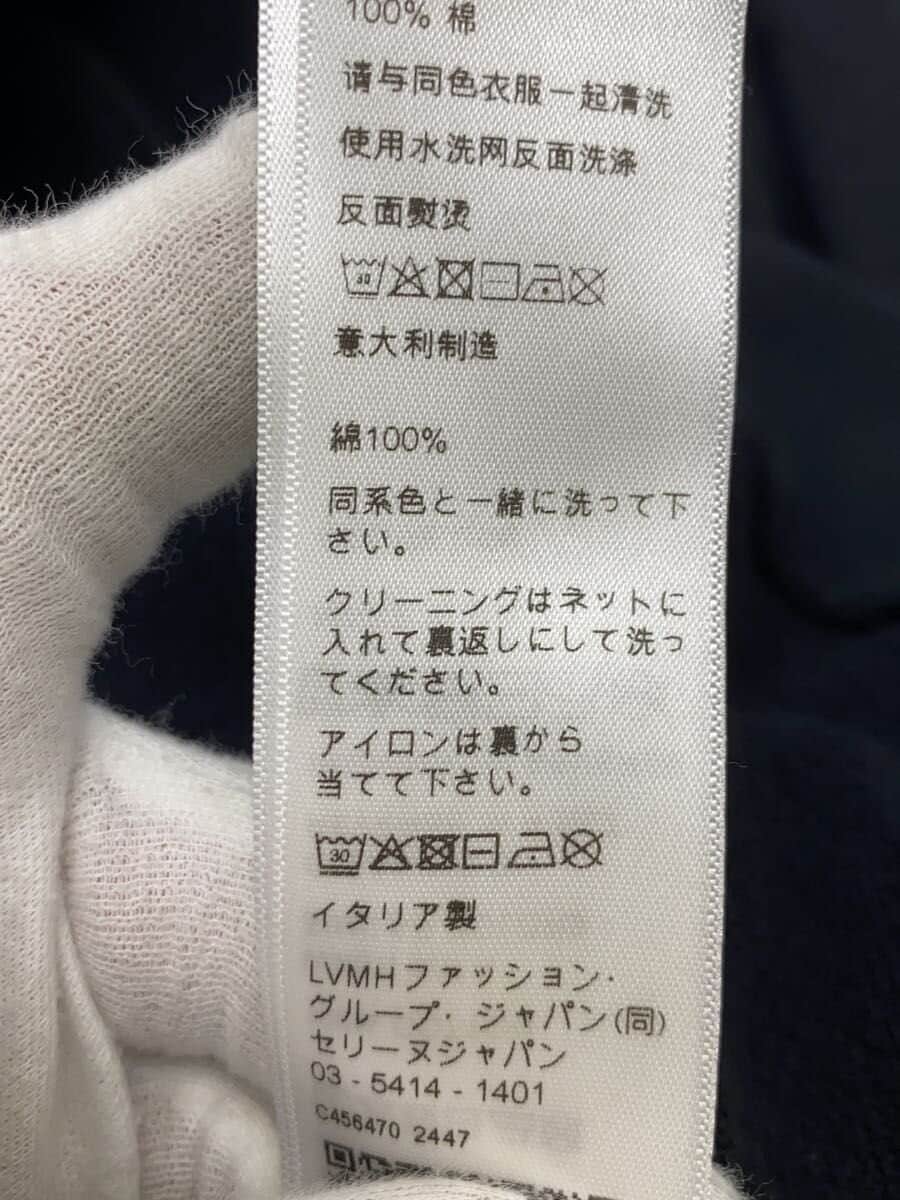 100% 棉
请与同色衣服一起清洗
使用水洗网反面洗涤
反面熨烫
30
意大利制造
綿100%
同系色と一緒に洗って下
さい。
クリーニングはネットに
入れて裏返しにして洗っ
てください。
アイロンは裏から
当てて下さい。
30
イタリア製
LVMHファッション・
グループ・ジャパン(同)
セリーヌジャパン
03 - 5414 - 1401
C456470 2447